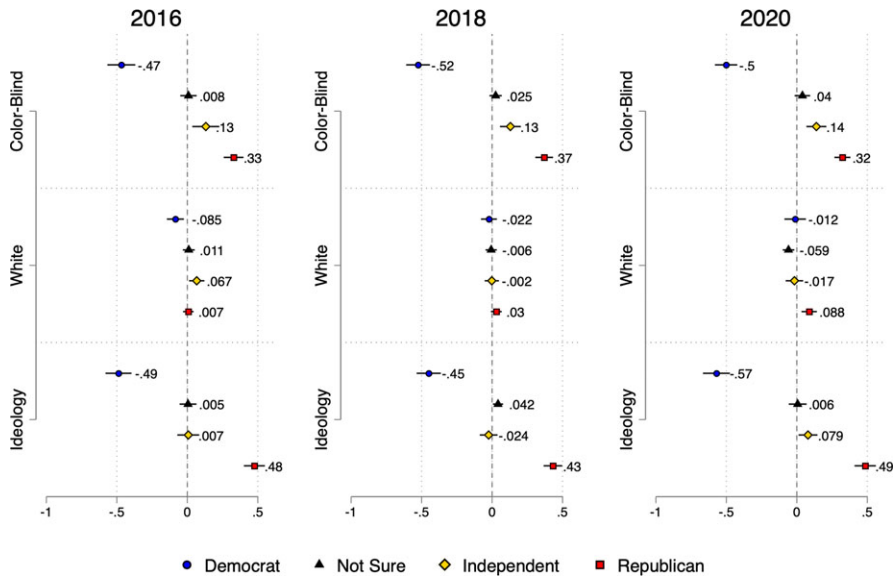 2016 2018 2020
Color-Blind Color-Blind Color-Blind
-.47 -.52 -.5
.008 .025 .04
.13 .13 .14
.33 .37 .32
White White White
-.085 -.022 -.012
.011 -.006 -.059
.067 -.002 -.017
.007 .03 .088
Ideology Ideology Ideology
-.49 -.45 -.57
.005 .042 .006
.007 -.024 .079
.48 .43 .49
-1 -.5 0 .5 -1 -.5 0 .5 -1 -.5 0 .5
Democrat Not Sure Independent Republican